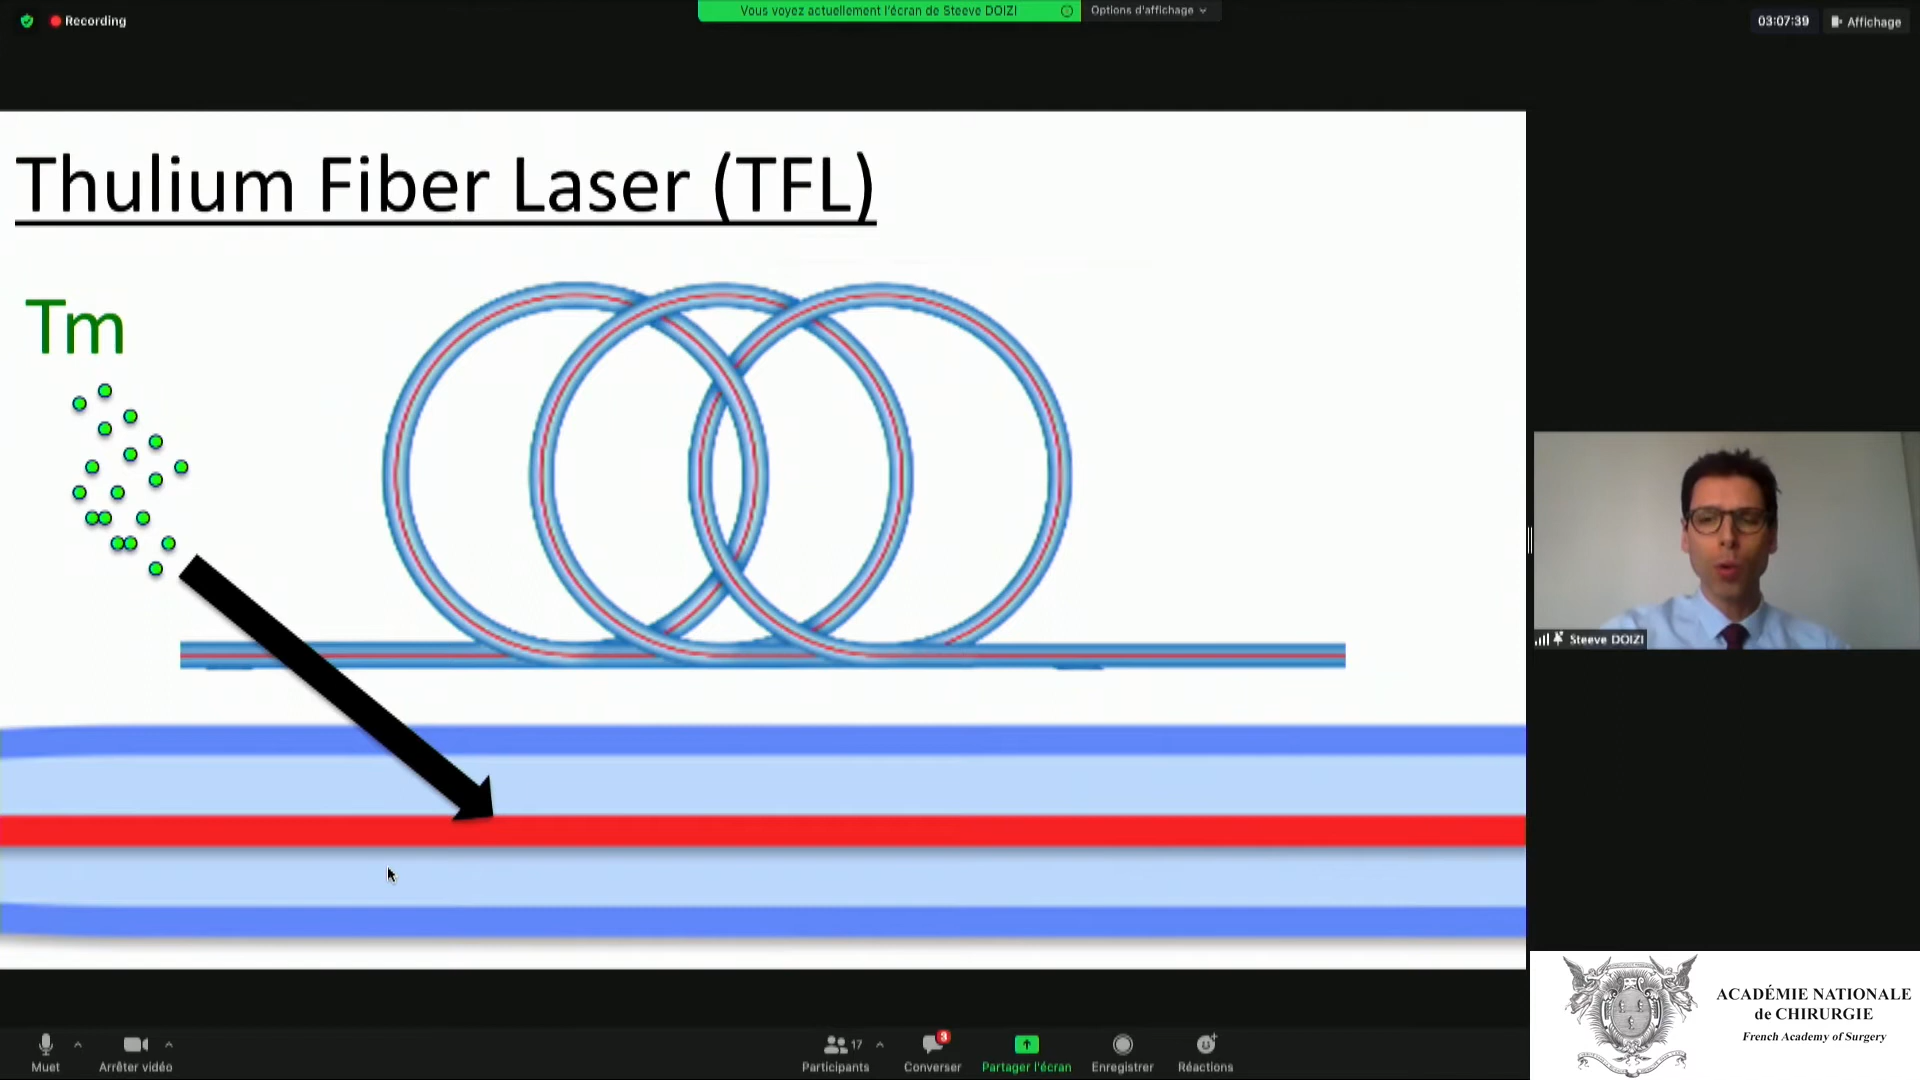 Recording
Vous voyez actuellement l'écran de Steeve DOIZI
Options d'affichage
03:07:39
Affichage
Thulium Fiber Laser (TFL)
Tm
Steeve DOIZI
ACADÉMIE NATIONALE
de CHIRURGIE
French Academy of Surgery
Muet
Arrêter vidéo
17
Participants
3
Converser
Partager l'écran
Enregistrer
Réactions